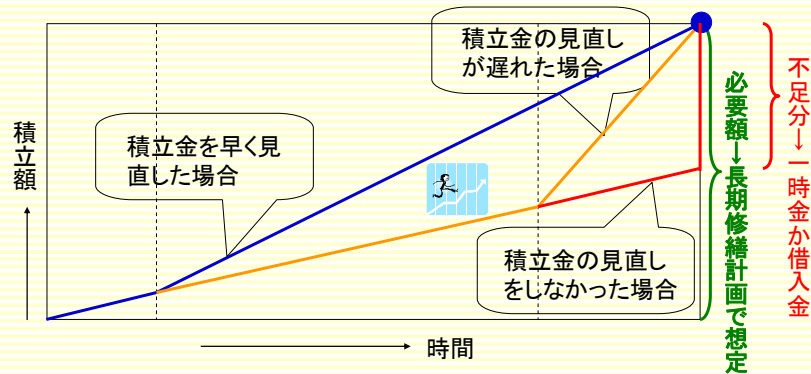 積立金の見直し
が遅れた場合
積立金を早く見
直した場合
積立額
積立金の見直し
をしなかった場合
時間
必要額→長期修繕計画で想定
不足分→一時金か借入金